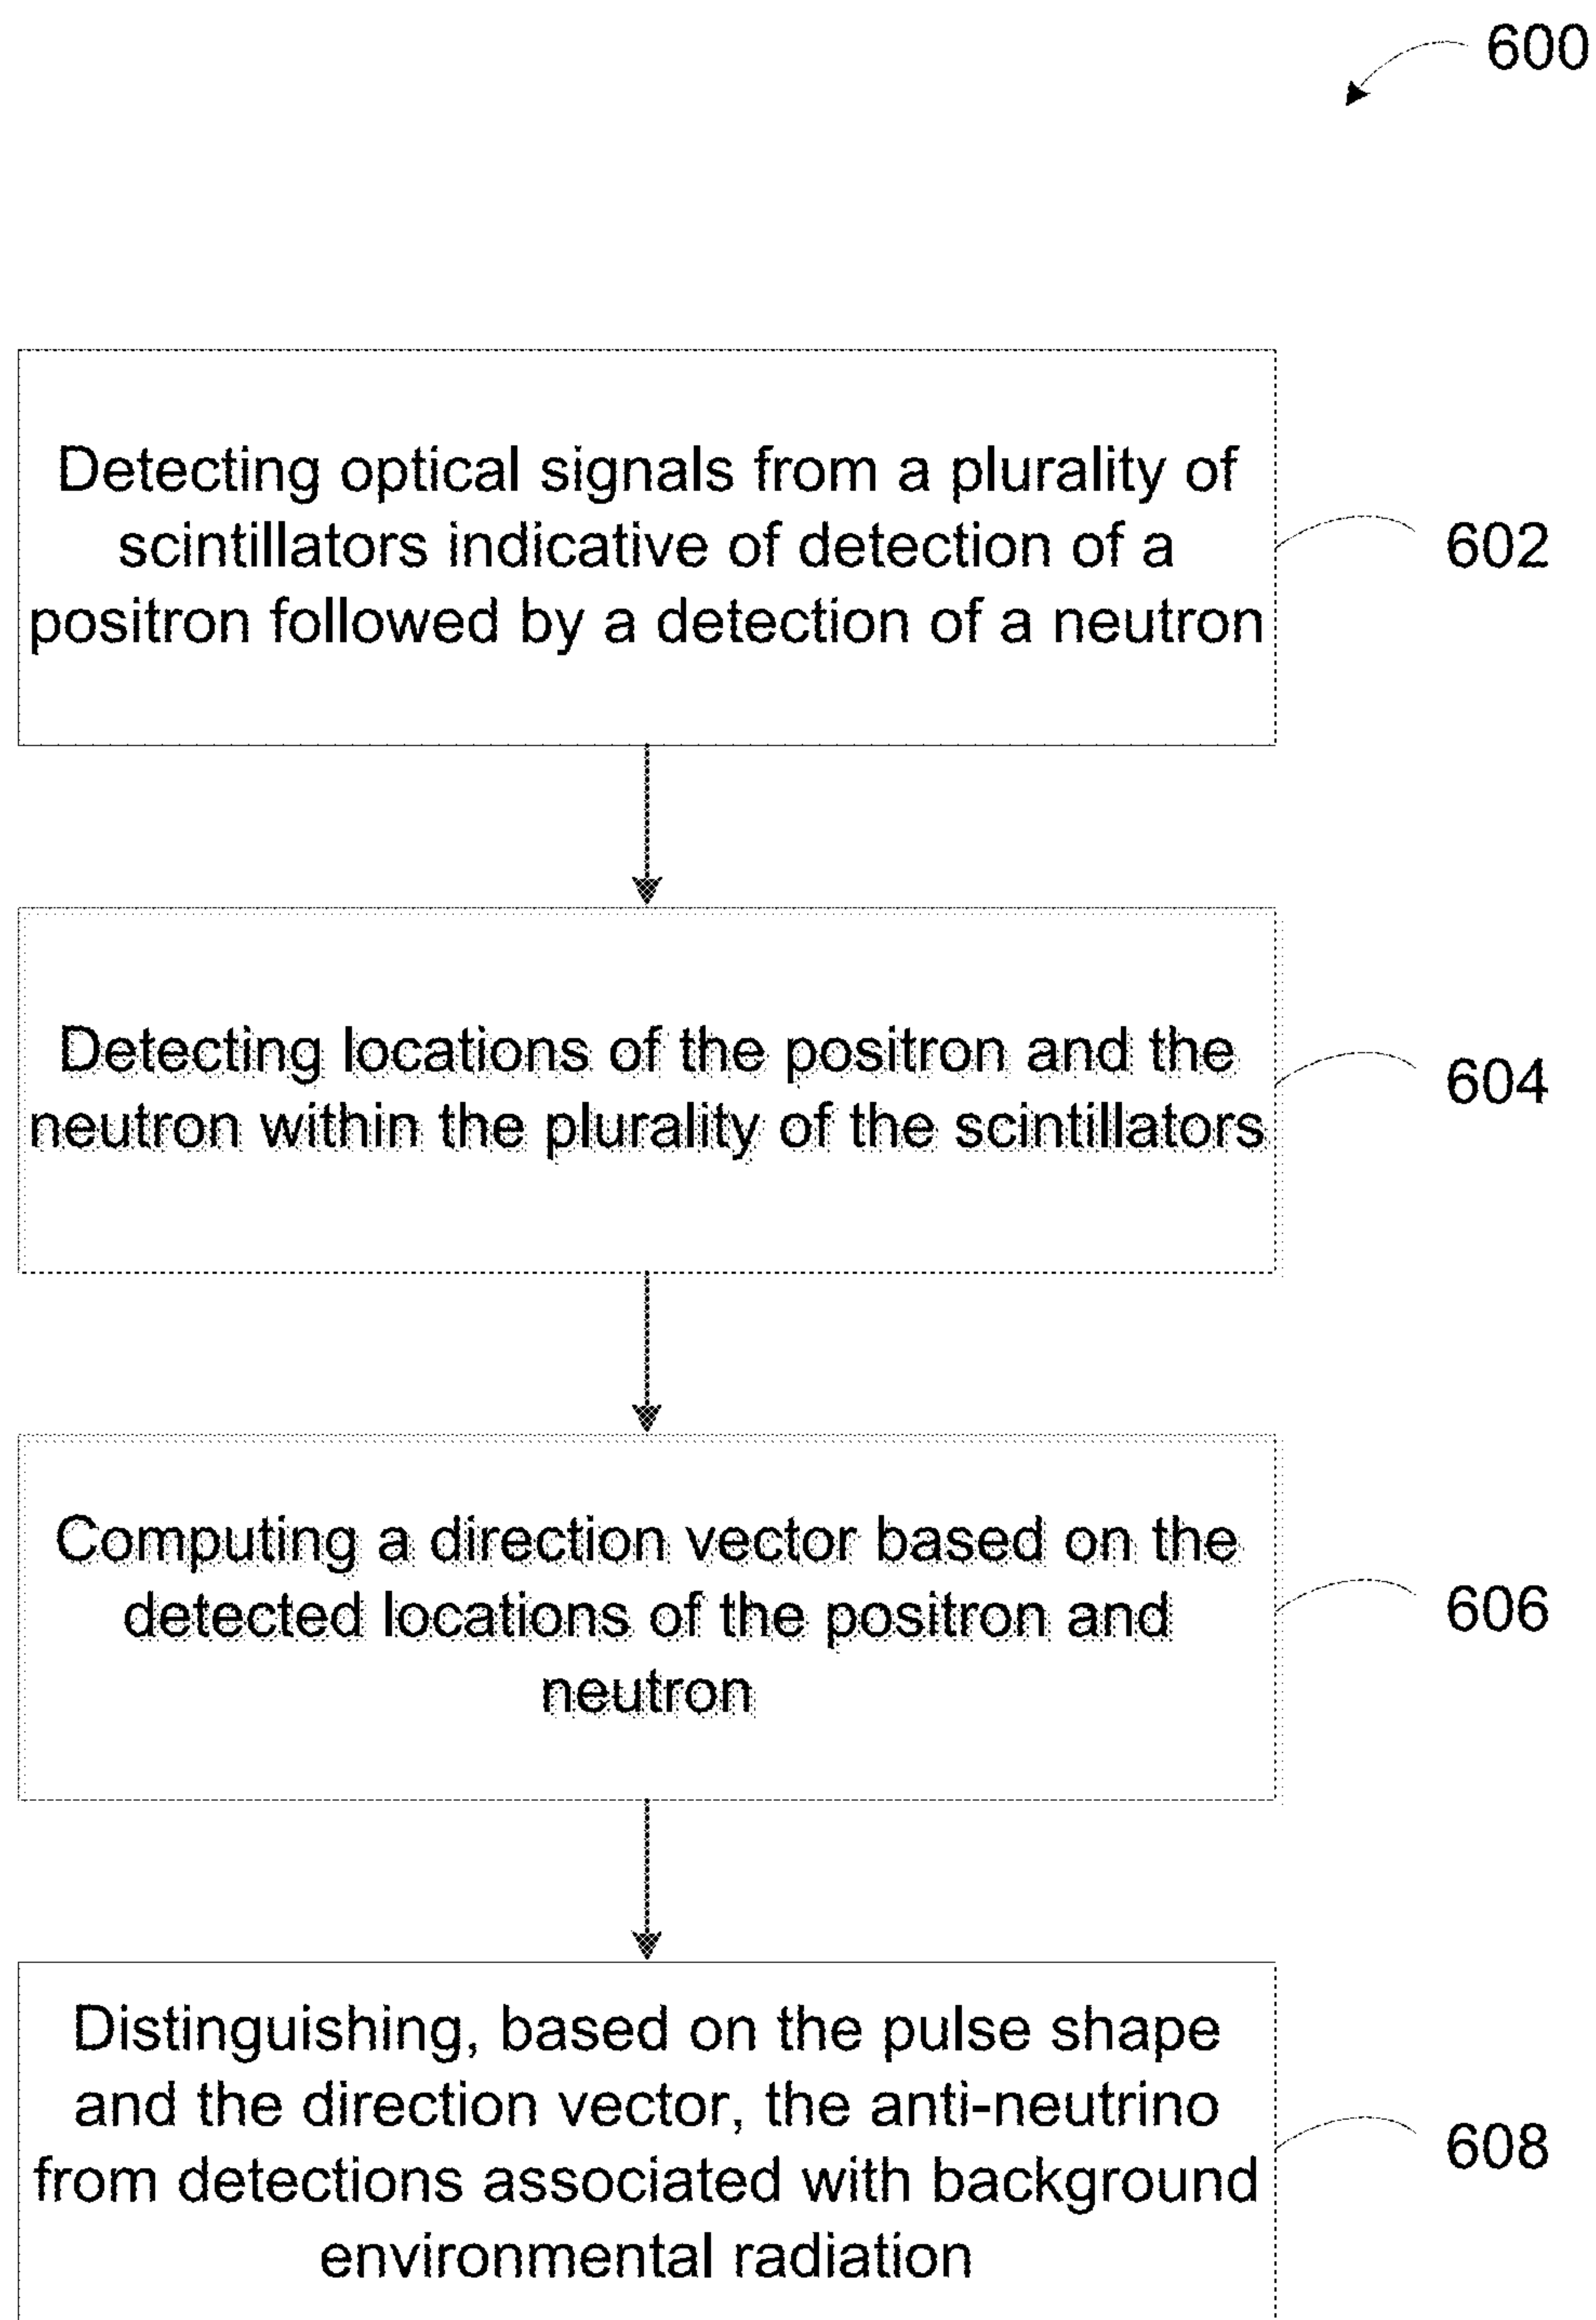 600
Detecting optical signals from a plurality of
scintillators indicative of detection of a
positron followed by a detection of a neutron
602
Detecting locations of the positron and the
neutron within the plurality of the scintillators
604
Computing a direction vector based on the
detected locations of the positron and
neutron
606
Distinguishing, based on the pulse shape
and the direction vector, the anti-neutrino
from detections associated with background
environmental radiation
608